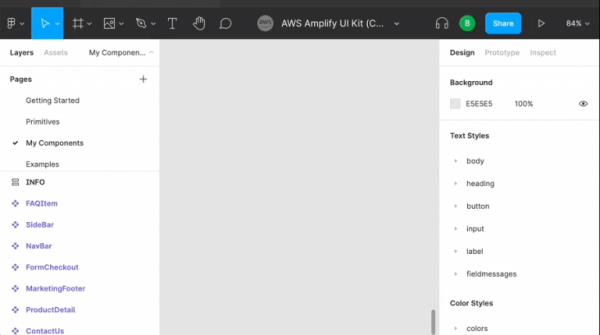 AWS
AWS Amplify UI Kit (C...
B
Share
84%
Layers
Assets
My Componen...
Pages
Getting Started
Primitives
My Components
Examples
INFO
FAQItem
SideBar
NavBar
FormCheckout
MarketingFooter
ProductDetail
ContactUs
Design
Prototype
Inspect
Background
E5E5E5
100%
Text Styles
body
heading
button
input
label
fieldmessages
Color Styles
colors